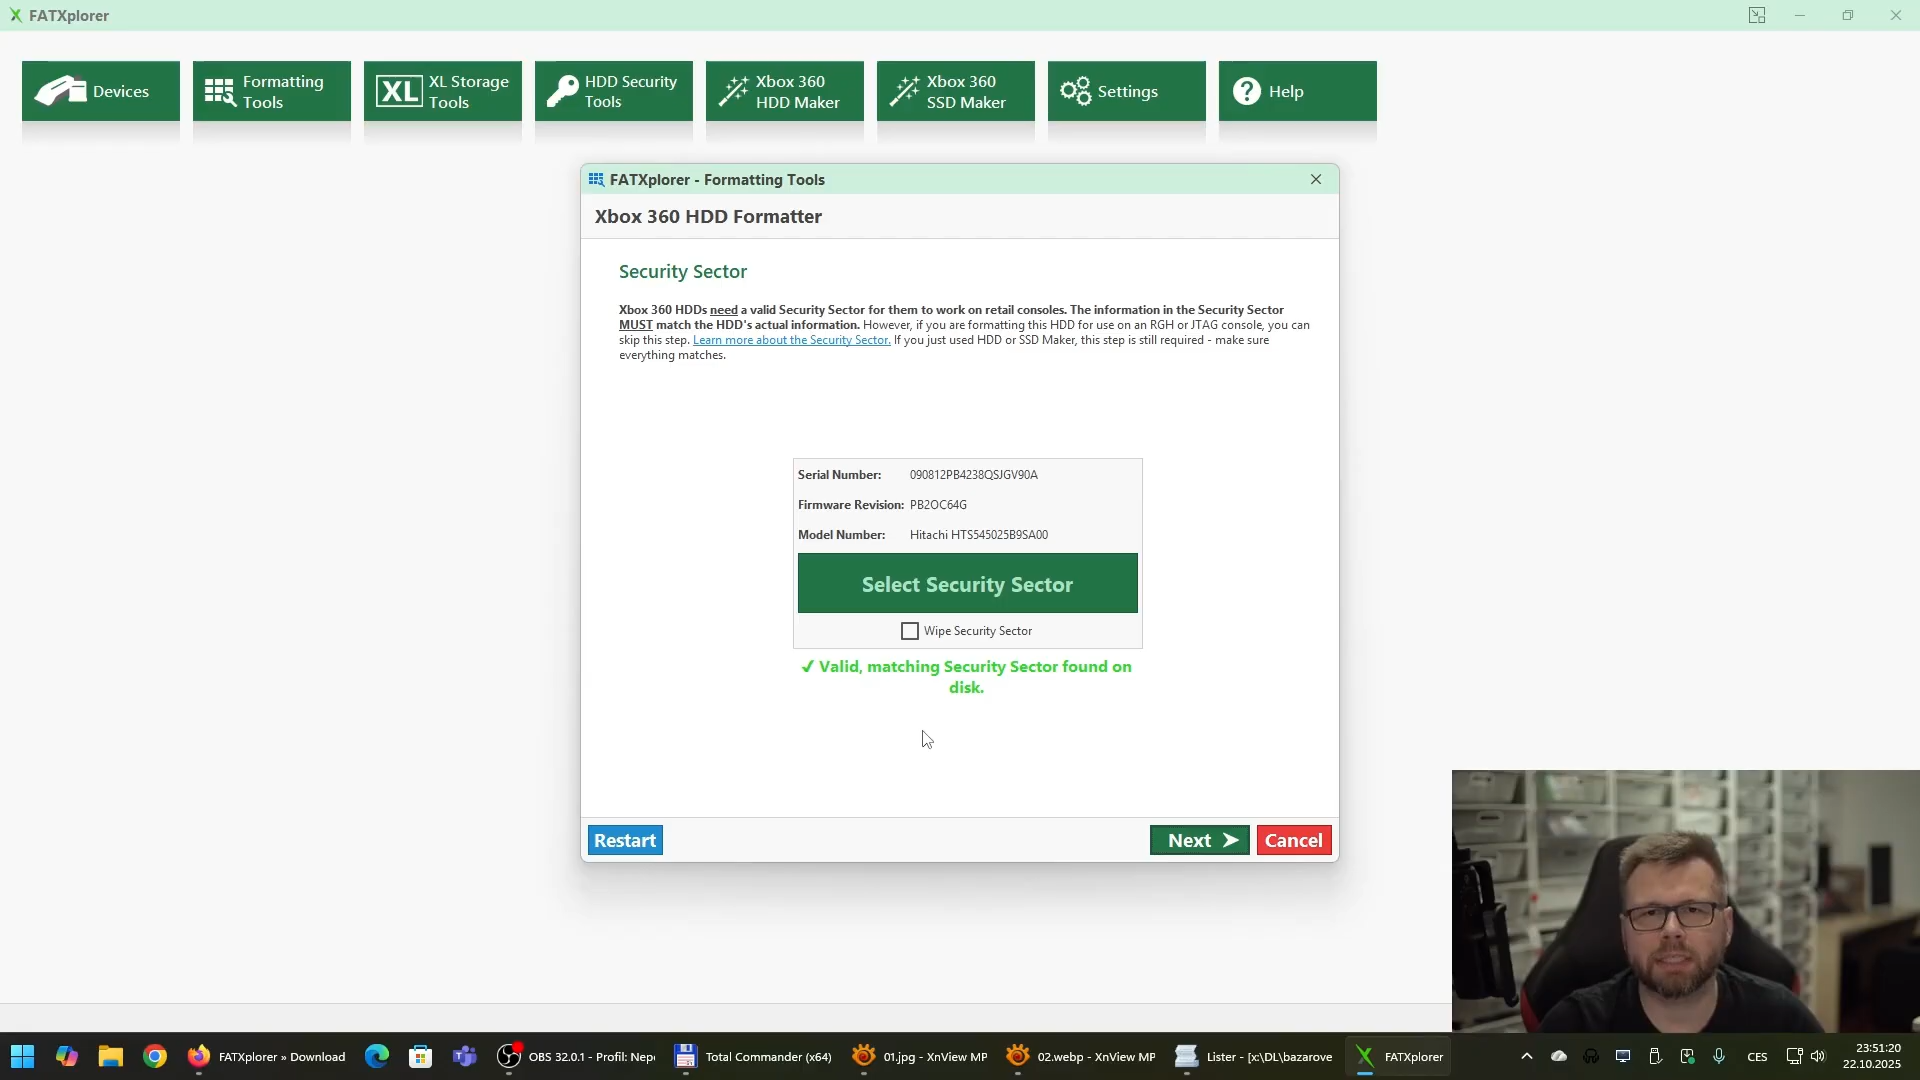 FATXplorer
Devices
Formatting
Tools
XL
XL Storage
Tools
HDD Security
Tools
Xbox 360
HDD Maker
Xbox 360
SSD Maker
Settings
Help
FATXplorer - Formatting Tools
Xbox 360 HDD Formatter
Security Sector
Xbox 360 HDDs need a valid Security Sector for them to work on retail consoles. The information in the Security Sector
MUST match the HDD's actual information. However, if you are formatting this HDD for use on an RGH or JTAG console, you can
skip this step. Learn more about the Security Sector. If you just used HDD or SSD Maker, this step is still required - make sure
everything matches.
Serial Number: 090812PB4238QSJGV90A
Firmware Revision: PB2OC64G
Model Number: Hitachi HTS545025B9SA00
Select Security Sector
Wipe Security Sector
✓ Valid, matching Security Sector found on
disk.
Restart
Next
Cancel
FATXplorer » Download
OBS 32.0.1 - Profil: Nepo
Total Commander (x64)
01.jpg - XnView MP
02.webp - XnView MP
Lister - [x:\DL\bazarove
FATXplorer
CES
23:51:20
22.10.2025